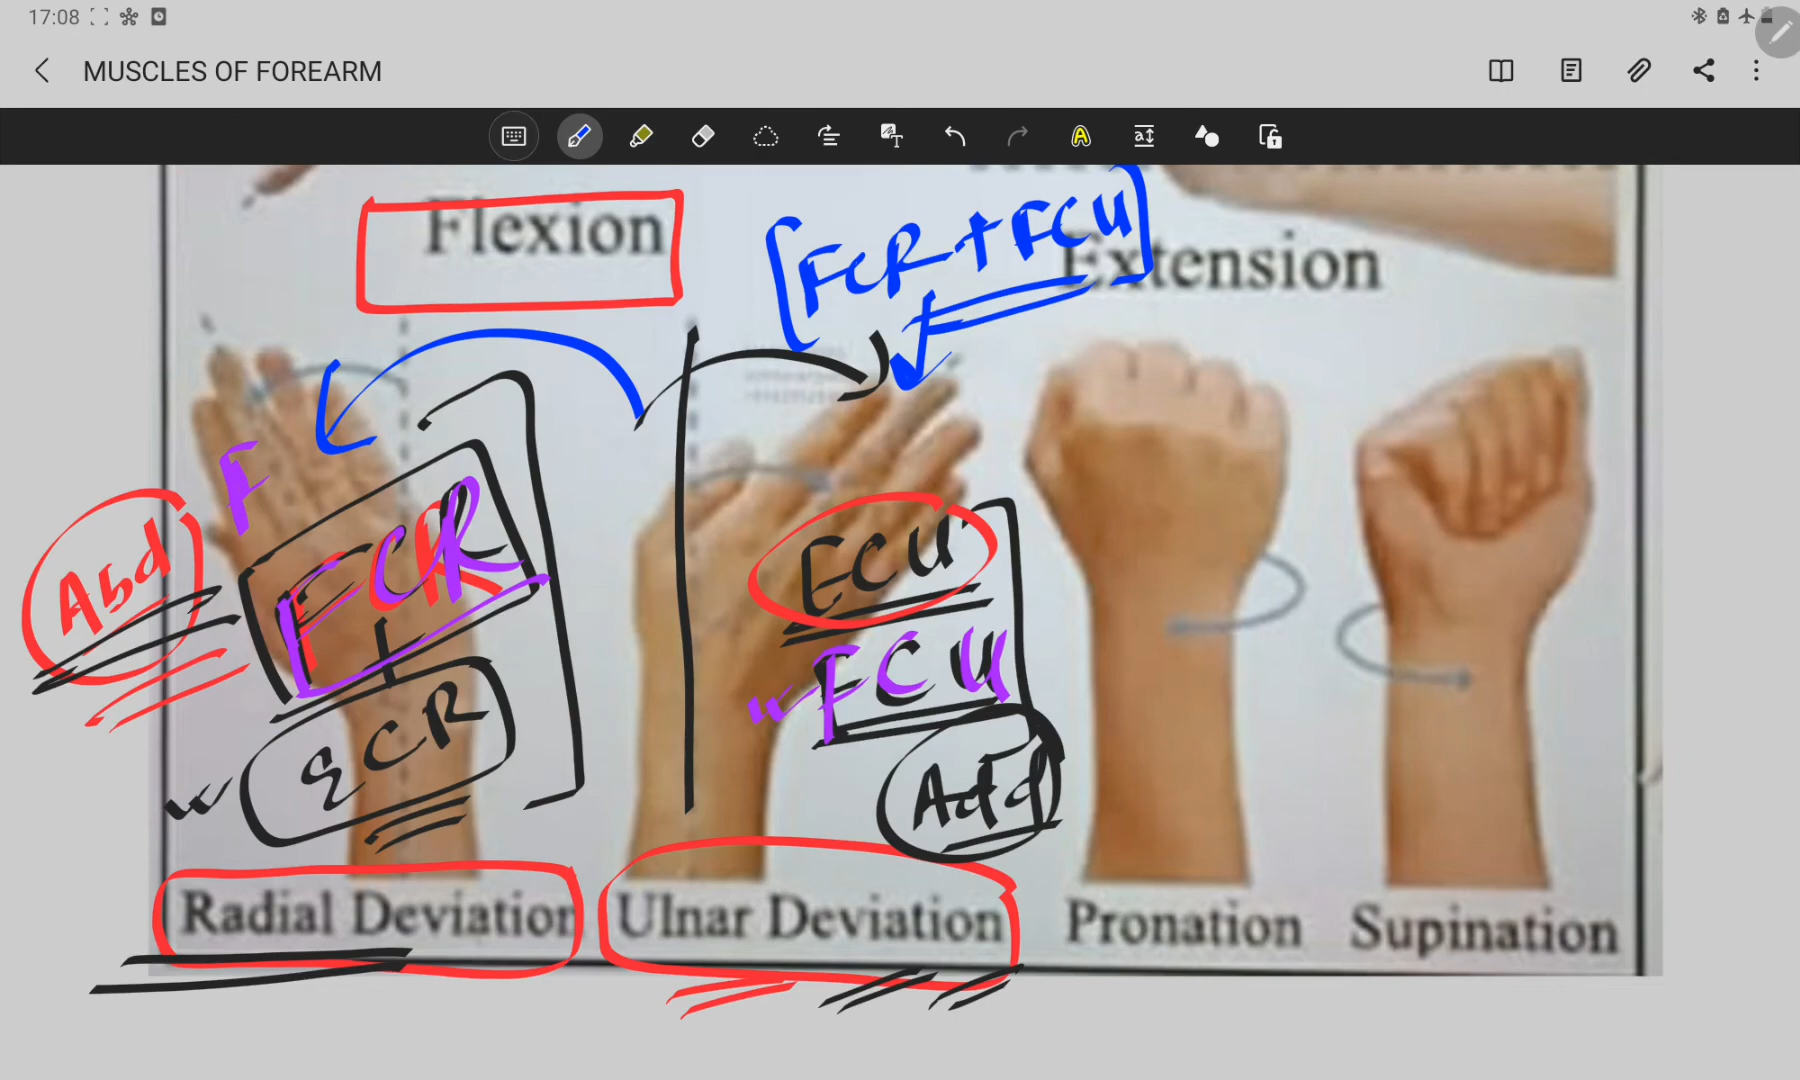 17:08
MUSCLES OF FOREARM
Flexion
[FCR + FCU]
Extension
F
Abd
FCR
+
ECR
ECU
FCU
Add
Radial Deviation
Ulnar Deviation
Pronation
Supination